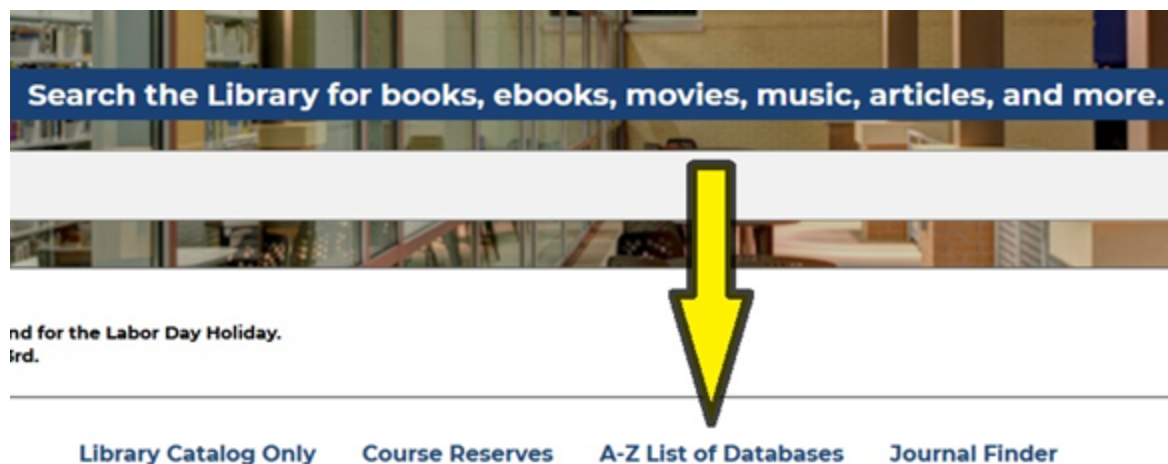 Search the Library for books, ebooks, movies, music, articles, and more.
nd for the Labor Day Holiday.
3rd.
Library Catalog Only Course Reserves A-Z List of Databases Journal Finder